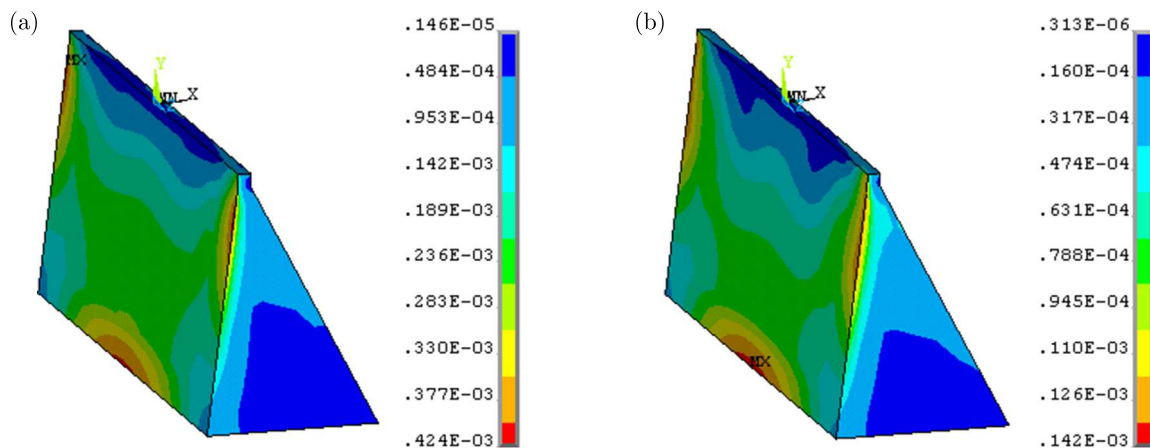 (a)
MX
Y
MN X
.146E-05
.484E-04
.953E-04
.142E-03
.189E-03
.236E-03
.283E-03
.330E-03
.377E-03
.424E-03
(b)
Y
MN X
MX
.313E-06
.160E-04
.317E-04
.474E-04
.631E-04
.788E-04
.945E-04
.110E-03
.126E-03
.142E-03